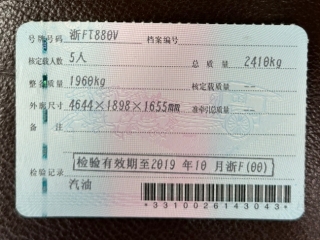 号牌号码 浙FT880V 档案编号
核定载人数 5人 总质量 2410kg
整备质量 1960kg 核定载质量 --
外廓尺寸 4644×1898×1655mm 准牵引总质量 --
备注
检验记录 检验有效期至2019年10月浙F(00)
汽油
*3310026143043*